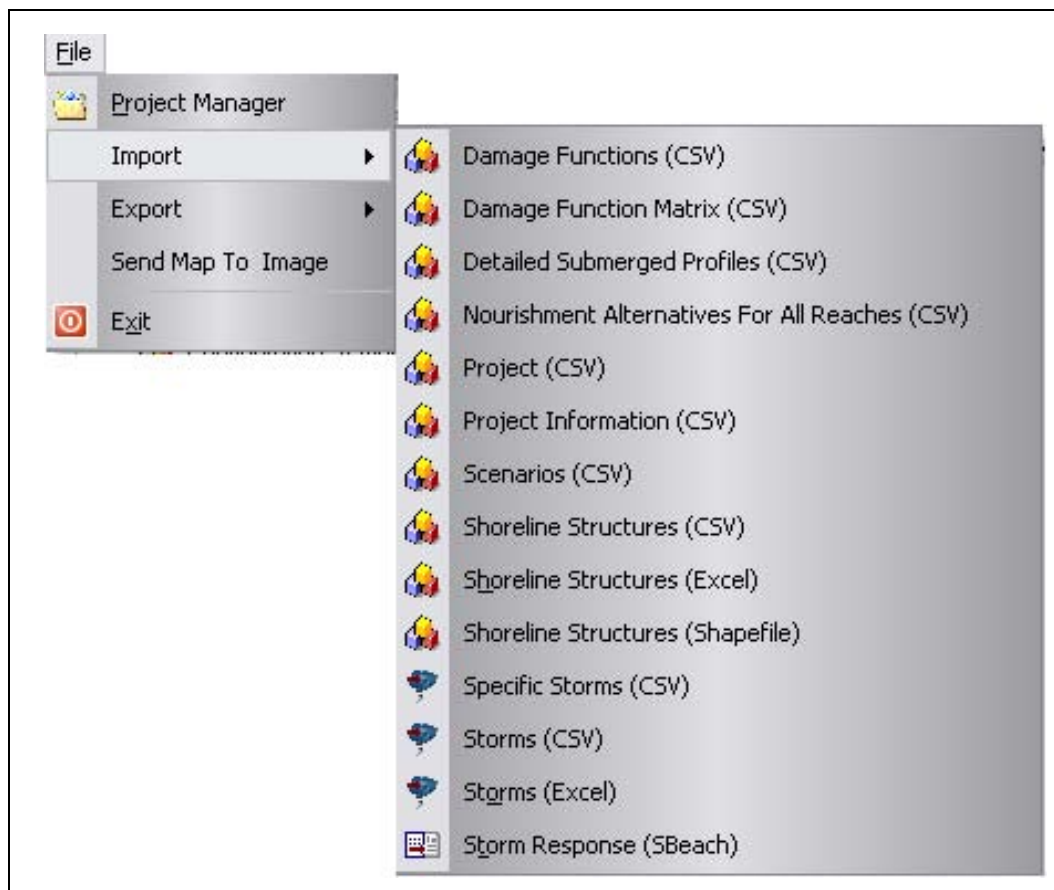 File
Project Manager
Import
Export
Send Map To Image
Exit
Damage Functions (CSV)
Damage Function Matrix (CSV)
Detailed Submerged Profiles (CSV)
Nourishment Alternatives For All Reaches (CSV)
Project (CSV)
Project Information (CSV)
Scenarios (CSV)
Shoreline Structures (CSV)
Shoreline Structures (Excel)
Shoreline Structures (Shapefile)
Specific Storms (CSV)
Storms (CSV)
Storms (Excel)
Storm Response (SBeach)